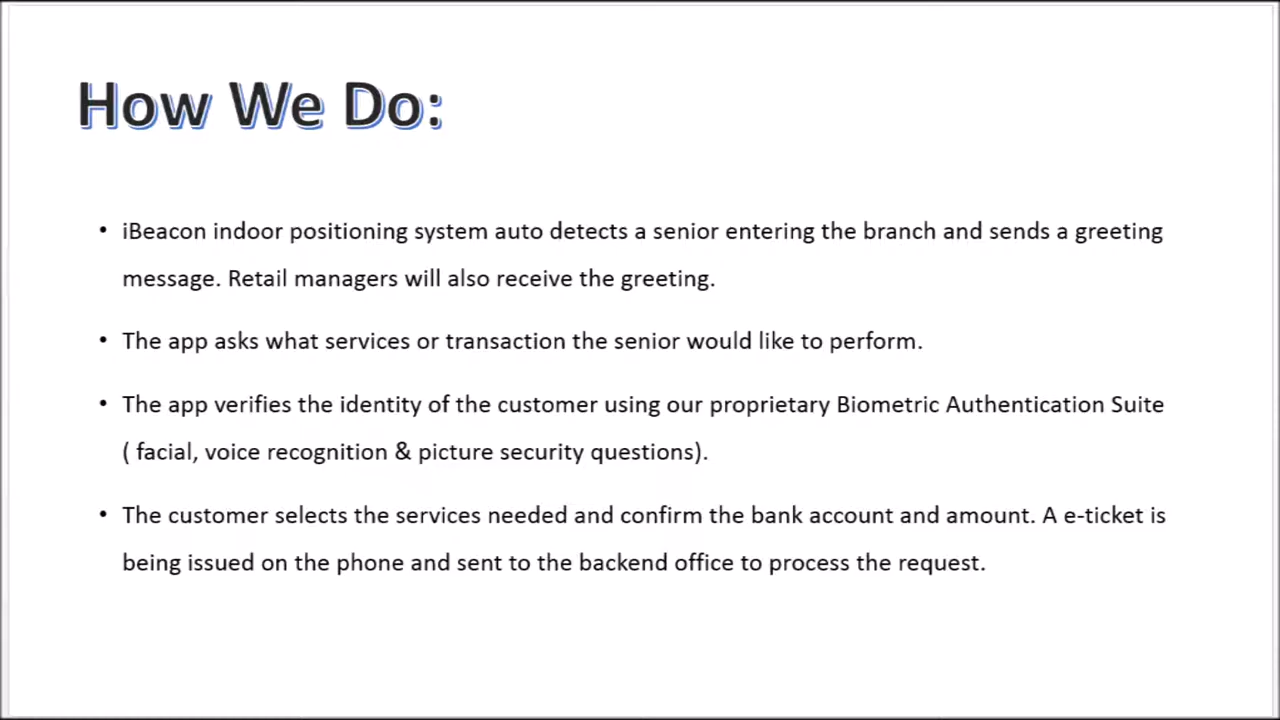 How We Do:
• iBeacon indoor positioning system auto detects a senior entering the branch and sends a greeting
message. Retail managers will also receive the greeting.
• The app asks what services or transaction the senior would like to perform.
• The app verifies the identity of the customer using our proprietary Biometric Authentication Suite
( facial, voice recognition & picture security questions).
• The customer selects the services needed and confirm the bank account and amount. A e-ticket is
being issued on the phone and sent to the backend office to process the request.